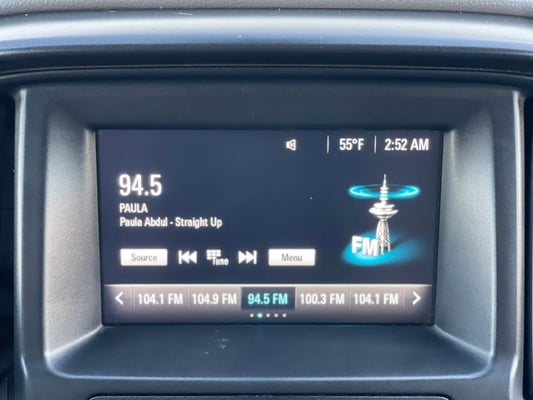 55°F 2:52 AM
94.5
PAULA
Paula Abdul - Straight Up
FM
Source Tune Menu
104.1 FM 104.9 FM 94.5 FM 100.3 FM 104.1 FM